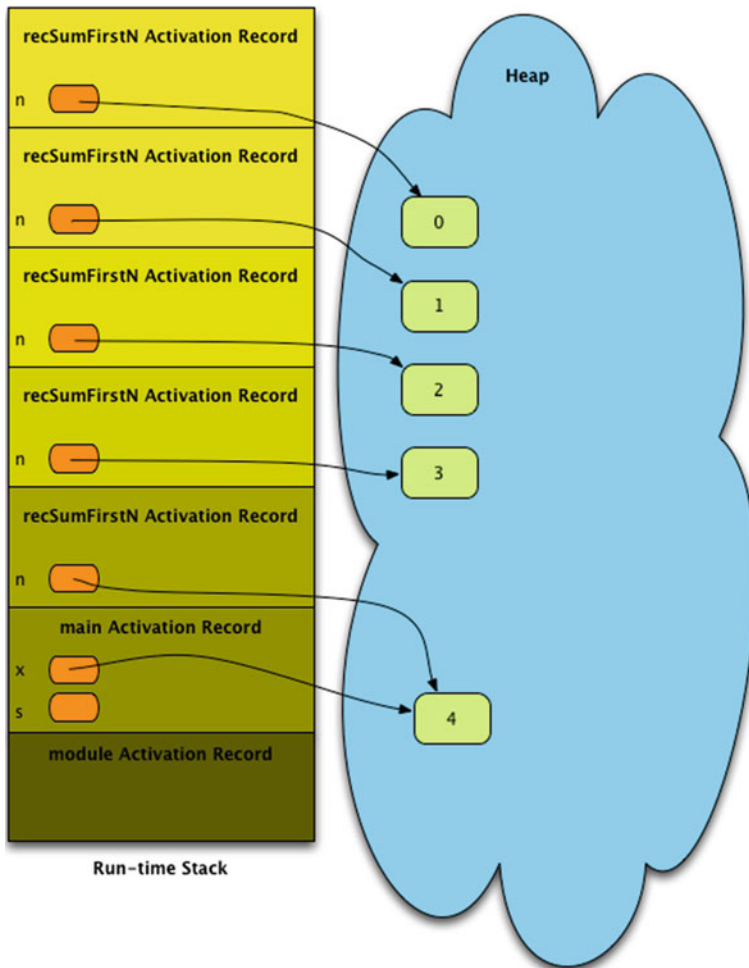 recSumFirstN Activation Record
n
recSumFirstN Activation Record
n
recSumFirstN Activation Record
n
recSumFirstN Activation Record
n
recSumFirstN Activation Record
n
main Activation Record
x
s
module Activation Record
Run-time Stack
Heap
0
1
2
3
4